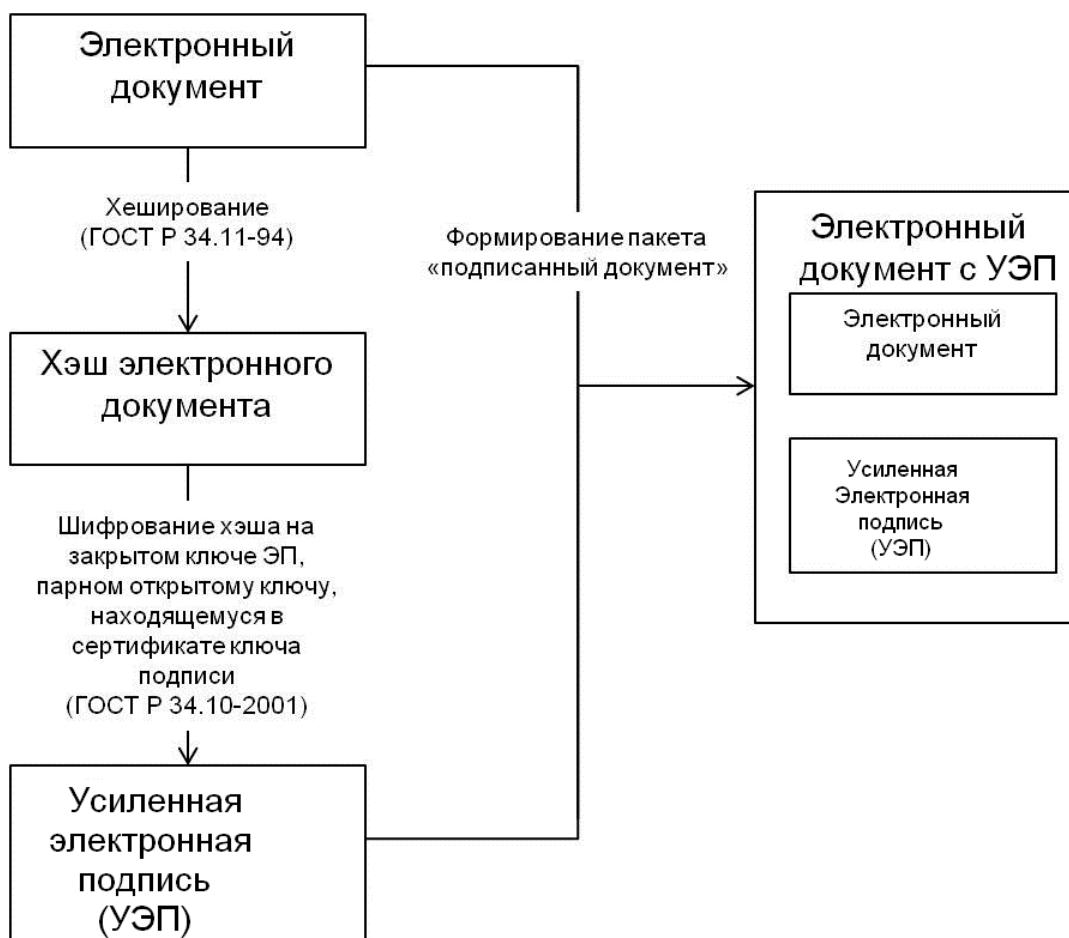 Электронный
документ
Хеширование
(ГОСТ Р 34.11-94)
Хэш электронного
документа
Шифрование хэша на
закрытом ключе ЭП,
парном открытому ключу,
находящемуся в
сертификате ключа
подписи
(ГОСТ Р 34.10-2001)
Усиленная
электронная
подпись
(УЭП)
Формирование пакета
«подписанный документ»
Электронный
документ с УЭП
Электронный
документ
Усиленная
Электронная
подпись
(УЭП)